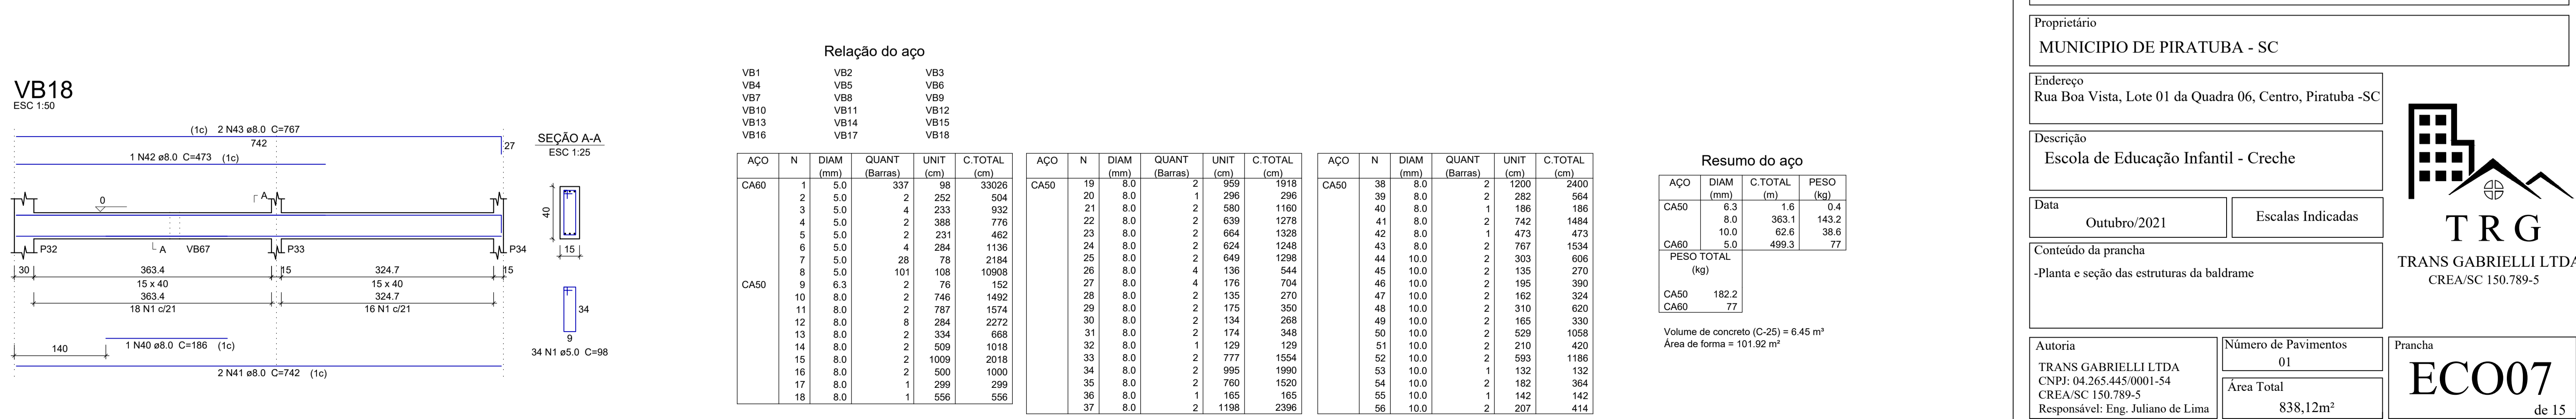 VB18
ESC 1:50
(1c) 2 N43 ø8.0 C=767
742
27
1 N42 ø8.0 C=473 (1c)
A
0
P32
A
VB67
P33
P34
30
363.4
15
324.7
15
15 x 40
15 x 40
363.4
324.7
18 N1 c/21
16 N1 c/21
140
1 N40 ø8.0 C=186 (1c)
2 N41 ø8.0 C=742 (1c)
SEÇÃO A-A
ESC 1:25
40
15
34
9
34 N1 ø5.0 C=98
Relação do aço
VB1 VB2 VB3
VB4 VB5 VB6
VB7 VB8 VB9
VB10 VB11 VB12
VB13 VB14 VB15
VB16 VB17 VB18
AÇO N DIAM QUANT UNIT C.TOTAL
(mm) (Barras) (cm) (cm)
CA60 1 5.0 337 98 33026
2 5.0 2 252 504
3 5.0 4 233 932
4 5.0 2 388 776
5 5.0 2 231 462
6 5.0 4 284 1136
7 5.0 28 78 2184
8 5.0 101 108 10908
CA50 9 6.3 2 76 152
10 8.0 2 746 1492
11 8.0 2 787 1574
12 8.0 8 284 2272
13 8.0 2 334 668
14 8.0 2 509 1018
15 8.0 2 1009 2018
16 8.0 2 500 1000
17 8.0 1 299 299
18 8.0 1 556 556
AÇO N DIAM QUANT UNIT C.TOTAL
(mm) (Barras) (cm) (cm)
CA50 19 8.0 2 959 1918
20 8.0 1 296 296
21 8.0 2 580 1160
22 8.0 2 639 1278
23 8.0 2 664 1328
24 8.0 2 624 1248
25 8.0 2 649 1298
26 8.0 4 136 544
27 8.0 4 176 704
28 8.0 2 135 270
29 8.0 2 175 350
30 8.0 2 134 268
31 8.0 2 174 348
32 8.0 1 129 129
33 8.0 2 777 1554
34 8.0 2 995 1990
35 8.0 2 760 1520
36 8.0 1 165 165
37 8.0 2 1198 2396
AÇO N DIAM QUANT UNIT C.TOTAL
(mm) (Barras) (cm) (cm)
CA50 38 8.0 2 1200 2400
39 8.0 2 282 564
40 8.0 1 186 186
41 8.0 2 742 1484
42 8.0 1 473 473
43 8.0 2 767 1534
44 10.0 2 303 606
45 10.0 2 135 270
46 10.0 2 195 390
47 10.0 2 162 324
48 10.0 2 310 620
49 10.0 2 165 330
50 10.0 2 529 1058
51 10.0 2 210 420
52 10.0 2 593 1186
53 10.0 1 132 132
54 10.0 2 182 364
55 10.0 1 142 142
56 10.0 2 207 414
Resumo do aço
AÇO DIAM C.TOTAL PESO
(mm) (m) (kg)
CA50 6.3 1.6 0.4
8.0 363.1 143.2
10.0 62.6 38.6
CA60 5.0 499.3 77
PESO TOTAL
(kg)
CA50 182.2
CA60 77
Volume de concreto (C-25) = 6.45 m³
Área de forma = 101.92 m²
Proprietário
MUNICIPIO DE PIRATUBA - SC
Endereço
Rua Boa Vista, Lote 01 da Quadra 06, Centro, Piratuba -SC
Descrição
Escola de Educação Infantil - Creche
Data
Outubro/2021
Escalas Indicadas
Conteúdo da prancha
-Planta e seção das estruturas da baldrame
T R G
TRANS GABRIELLI LTDA
CREA/SC 150.789-5
Autoria
TRANS GABRIELLI LTDA
CNPJ: 04.265.445/0001-54
CREA/SC 150.789-5
Responsável: Eng. Juliano de Lima
Número de Pavimentos
01
Área Total
838,12m²
Prancha
ECO07
de 15